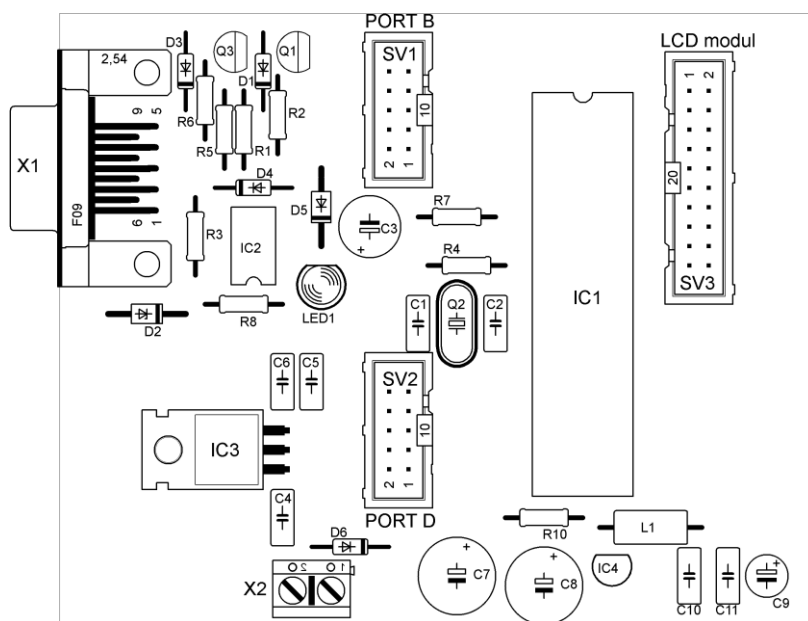 PORT B
LCD modul
D3
Q3
Q1
2,54
SV1
D1
1
2
10
R6
R2
9
5
R5
R1
X1
2
1
20
D4
F09
6
1
R3
IC2
D5
C3
+
R7
R4
SV3
IC1
LED1
R8
C1
Q2
C2
D2
C6
C5
SV2
10
IC3
2
1
C4
PORT D
D6
R10
L1
2
1
X2
+
C7
+
C8
IC4
+
C9
C10
C11